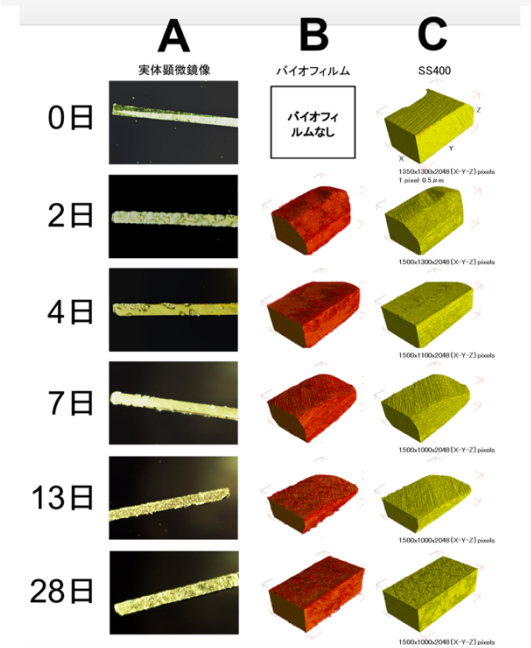 A
B
C
実体顕微鏡像
バイオフィルム
SS400
0日
バイオフィ
ルムなし
X
Y
Z
1350x1300x2048 [X-Y-Z] pixels
1 pixel: 0.5μm
2日
1500x1300x2048 [X-Y-Z] pixels
4日
1500x1100x2048 [X-Y-Z] pixels
7日
1500x1000x2048 [X-Y-Z] pixels
13日
1500x1000x2048 [X-Y-Z] pixels
28日
1500x1000x2048 [X-Y-Z] pixels